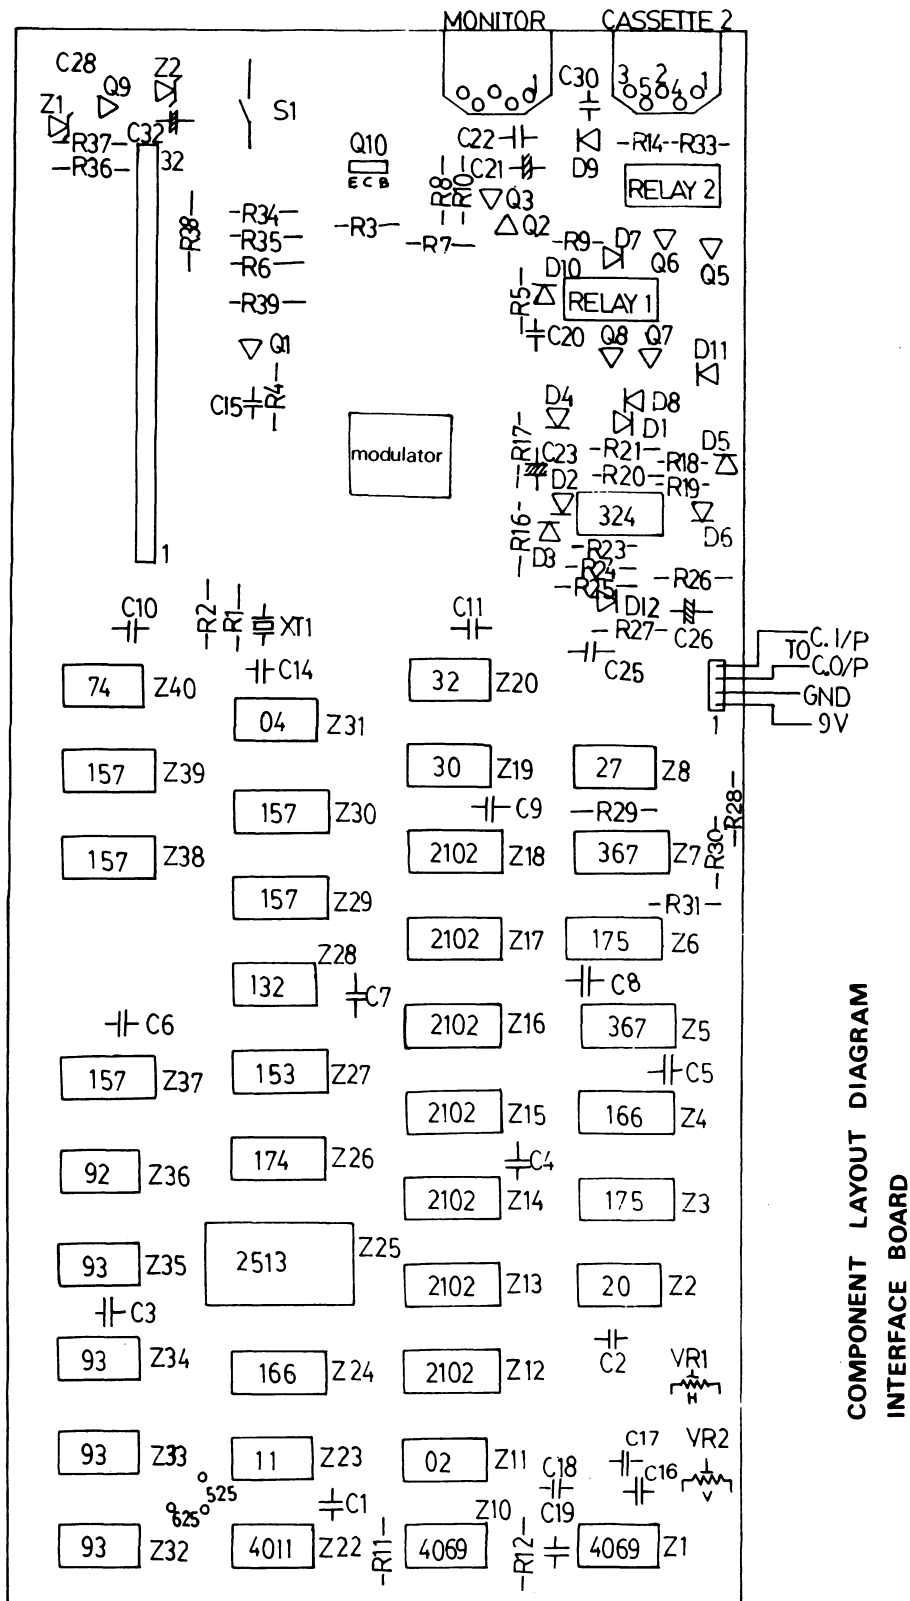 MONITOR CASSETTE 2
C28 Z2 Q9 Z1 S1 C30 3 5 2 4 1
R37 C32 32 Q10 C22 D9 R14 R33
R36 E C B C21 R8 R10 Q3 RELAY 2
R38 R34 R3 R7 Q2 R9 D7 Q6 Q5
R35
R6 D10
R39 R5 RELAY 1
Q1 C20 Q8 Q7 D11
C15 R4 D4 D8
D1
modulator R17 C23 R21 R18 D5
D2 R20 R19
R16 324 D6
1 D3 R23
R24
R25 R26
C10 R2 R1 XT1 C11 D12
R27 C26
C14 C25
TO C.I/P
C.O/P
GND
9V
1
74 Z40 32 Z20
04 Z31
157 Z39 30 Z19 27 Z8
157 Z30 C9 R29 R28
157 Z38 2102 Z18 367 Z7 R30
157 Z29 R31
2102 Z17 175 Z6
132 Z28 C7 C8
C6 2102 Z16 367 Z5
157 Z37 153 Z27 C5
2102 Z15 166 Z4
92 Z36 174 Z26 C4
2102 Z14 175 Z3
93 Z35 2513 Z25 2102 Z13 20 Z2
C3 C2
93 Z34 166 Z24 2102 Z12 VR1
H
93 Z33 11 Z23 02 Z11 C18 C17 C16 VR2
V
525
625 C1 Z10 C19
93 Z32 4011 Z22 R11 4069 R12 4069 Z1
COMPONENT LAYOUT DIAGRAM
INTERFACE BOARD